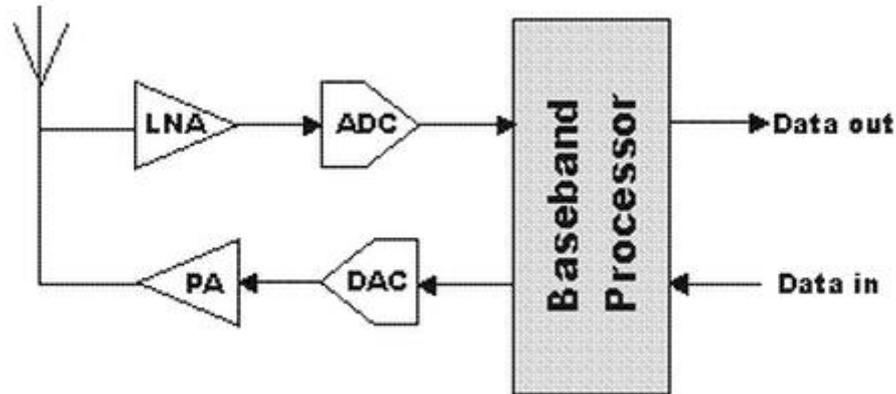 LNA
ADC
Data out
PA
DAC
Data in
Baseband
Processor